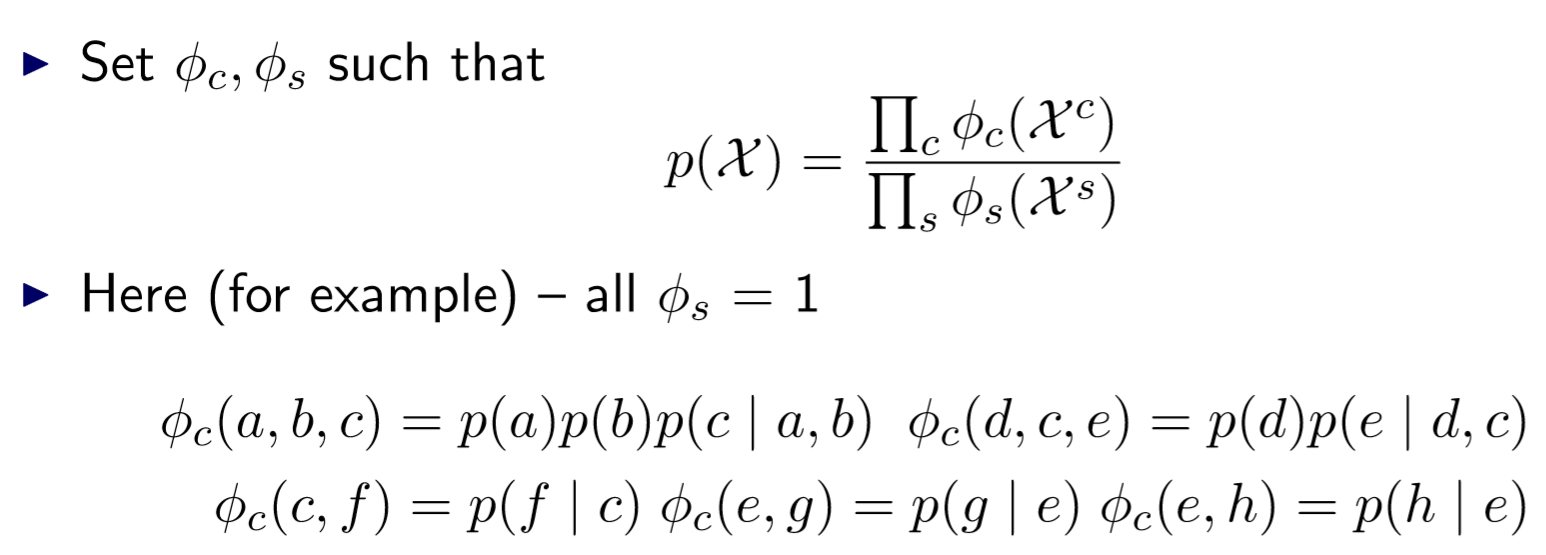 ▶ Set ϕ_c, ϕ_s such that
p(𝒳) = ∏_c ϕ_c(𝒳^c) / ∏_s ϕ_s(𝒳^s)
▶ Here (for example) – all ϕ_s = 1
ϕ_c(a, b, c) = p(a)p(b)p(c | a, b) ϕ_c(d, c, e) = p(d)p(e | d, c)
ϕ_c(c, f) = p(f | c) ϕ_c(e, g) = p(g | e) ϕ_c(e, h) = p(h | e)